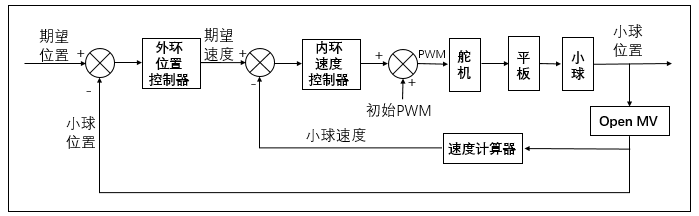 期望
位置
+
-
外环
位置
控制器
期望
速度
+
-
内环
速度
控制器
+
+
PWM
舵
机
平
板
小
球
小球
位置
初始PWM
Open MV
小球
位置
小球速度
速度计算器